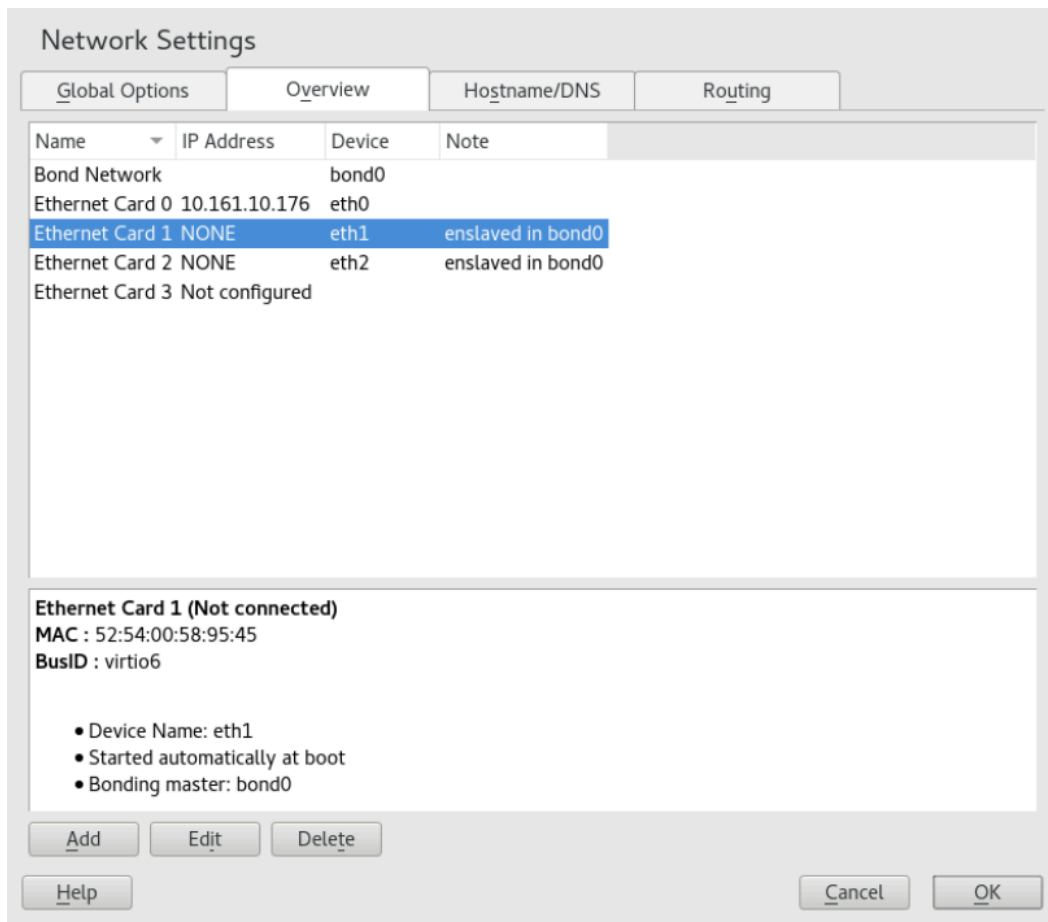 Network Settings
Global Options Overview Hostname/DNS Routing
Name IP Address Device Note
Bond Network bond0
Ethernet Card 0 10.161.10.176 eth0
Ethernet Card 1 NONE eth1 enslaved in bond0
Ethernet Card 2 NONE eth2 enslaved in bond0
Ethernet Card 3 Not configured
Ethernet Card 1 (Not connected)
MAC : 52:54:00:58:95:45
BusID : virtio6
• Device Name: eth1
• Started automatically at boot
• Bonding master: bond0
Add Edit Delete
Help Cancel OK